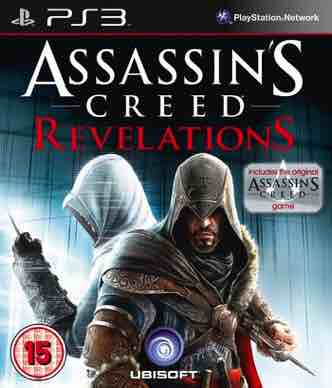 PS3
PlayStation®Network
ASSASSIN'S
CREED
REVELATIONS
includes the original
ASSASSIN'S
CREED
game
15
UBISOFT